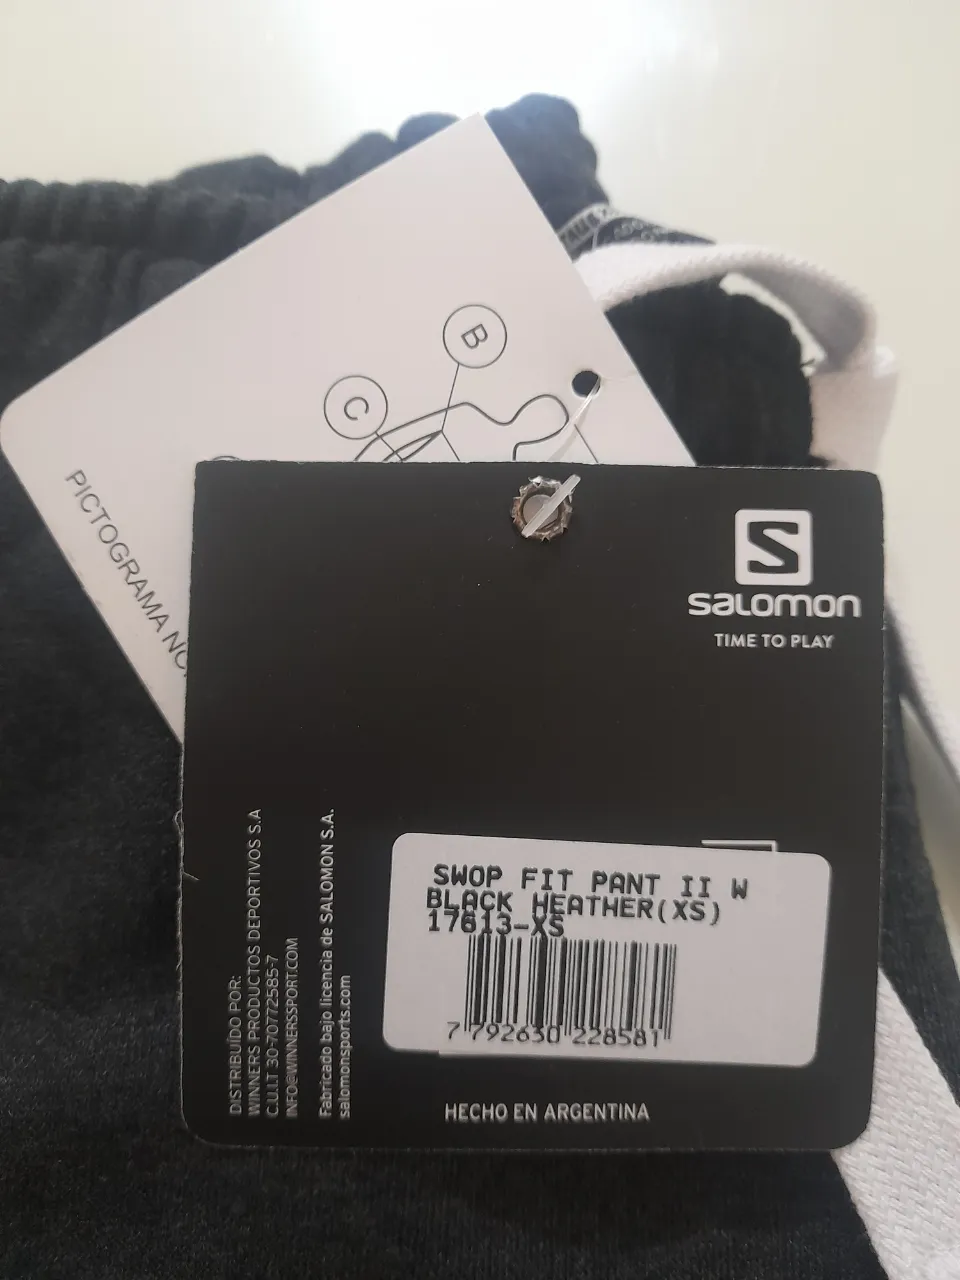 B
C
PICTOGRAMA NO.
S
SALOMON
TIME TO PLAY
DISTRIBUÍDO POR:
WINNERS PRODUCTOS DEPORTIVOS S.A
C.U.I.T 30-70772585-7
INFO@WINNERSSPORT.COM
Fabricado bajo licencia de SALOMON S.A.
salomonsports.com
SWOP FIT PANT II W
BLACK HEATHER(XS)
17613-XS
7 792630 228581
HECHO EN ARGENTINA